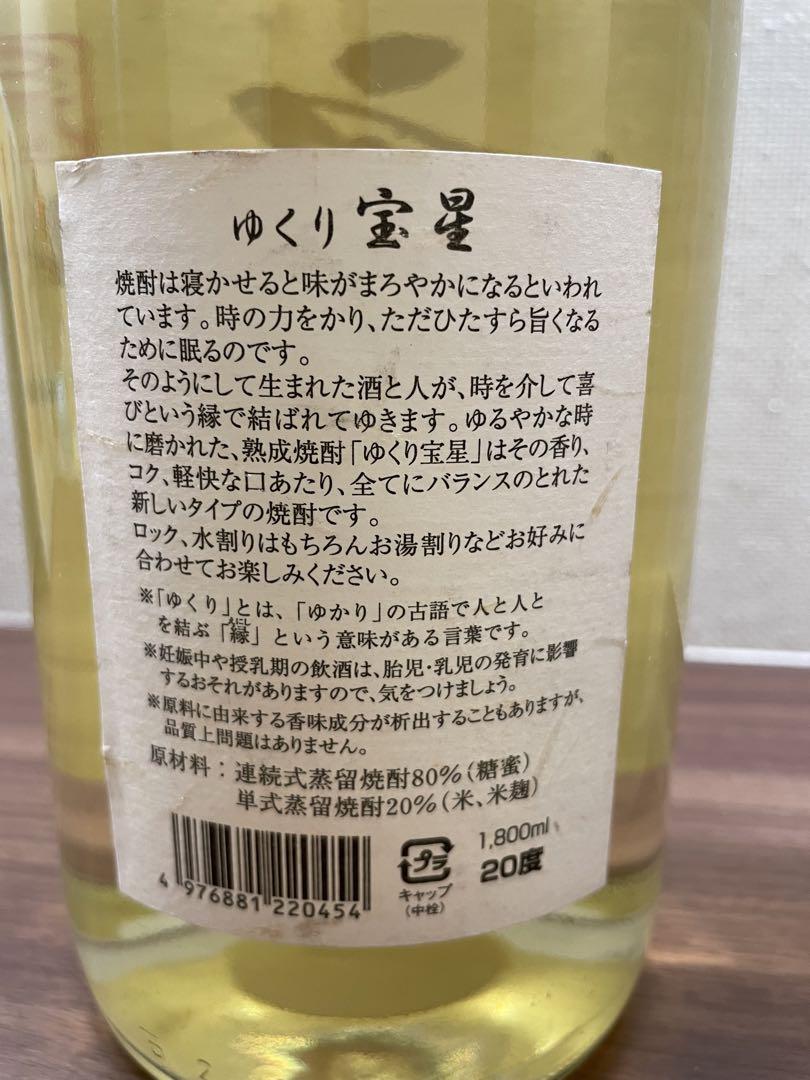 ゆくり 宝星
焼酎は寝かせると味がまろやかになるといわれ
ています。時の力をかり、ただひたすら旨くなる
ために眠るのです。
そのようにして生まれた酒と人が、時を介して喜
びという縁で結ばれてゆきます。ゆるやかな時
に磨かれた、熟成焼酎「ゆくり宝星」はその香り、
コク、軽快な口あたり、全てにバランスのとれた
新しいタイプの焼酎です。
ロック、水割りはもちろんお湯割りなどお好みに
合わせてお楽しみください。
※「ゆくり」とは、「ゆかり」の古語で人と人と
を結ぶ「縁」という意味がある言葉です。
※妊娠中や授乳期の飲酒は、胎児・乳児の発育に影響
するおそれがありますので、気をつけましょう。
※原料に由来する香味成分が析出することもありますが、
品質上問題はありません。
原材料：連続式蒸留焼酎80%（糖蜜）
単式蒸留焼酎20%（米、米麹）
4 976881 220454
プラ
キャップ
（中栓）
1,800ml
20度